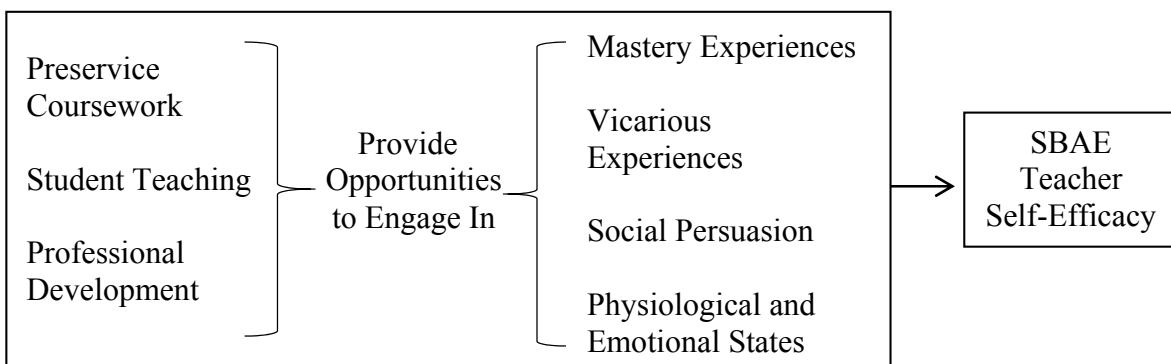 Preservice
Coursework
Student Teaching
Professional
Development
Provide
Opportunities
to Engage In
Mastery Experiences
Vicarious
Experiences
Social Persuasion
Physiological and
Emotional States
SBAE
Teacher
Self-Efficacy